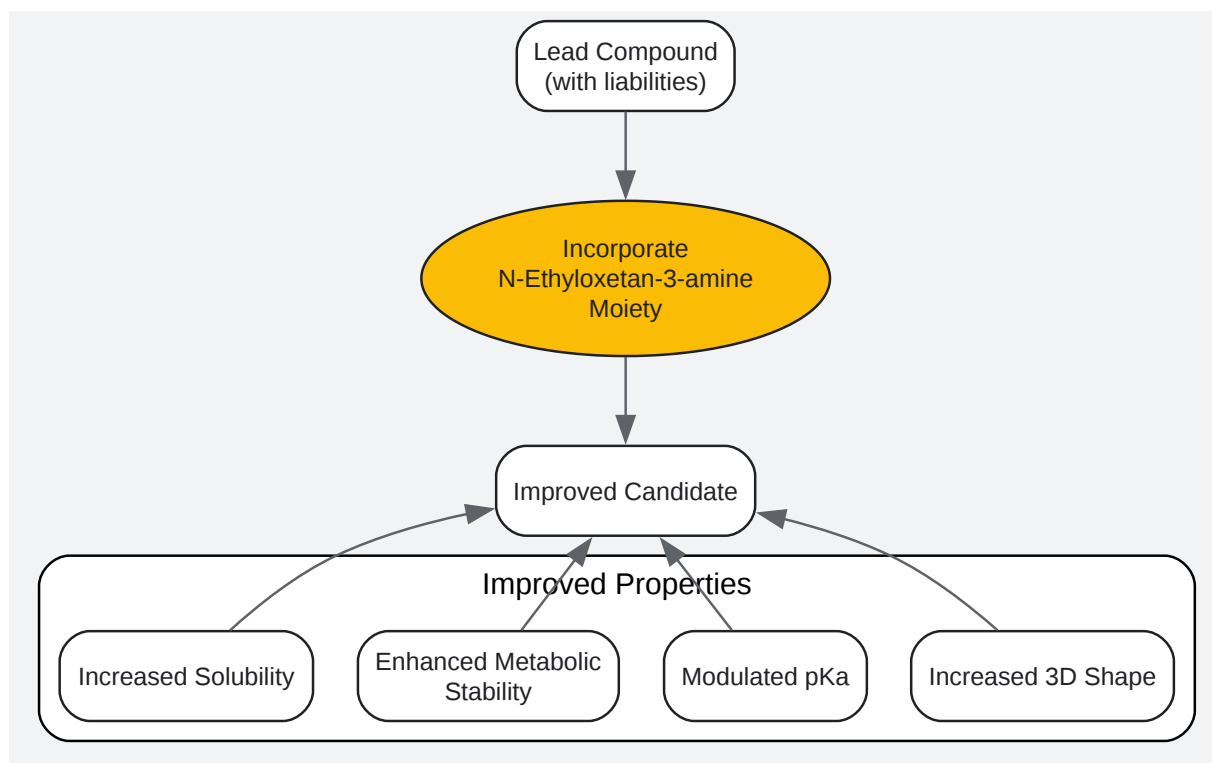 Lead Compound
(with liabilities)
Incorporate
N-Ethyloxetan-3-amine
Moiety
Improved Candidate
Improved Properties
Increased Solubility
Enhanced Metabolic
Stability
Modulated pKa
Increased 3D Shape